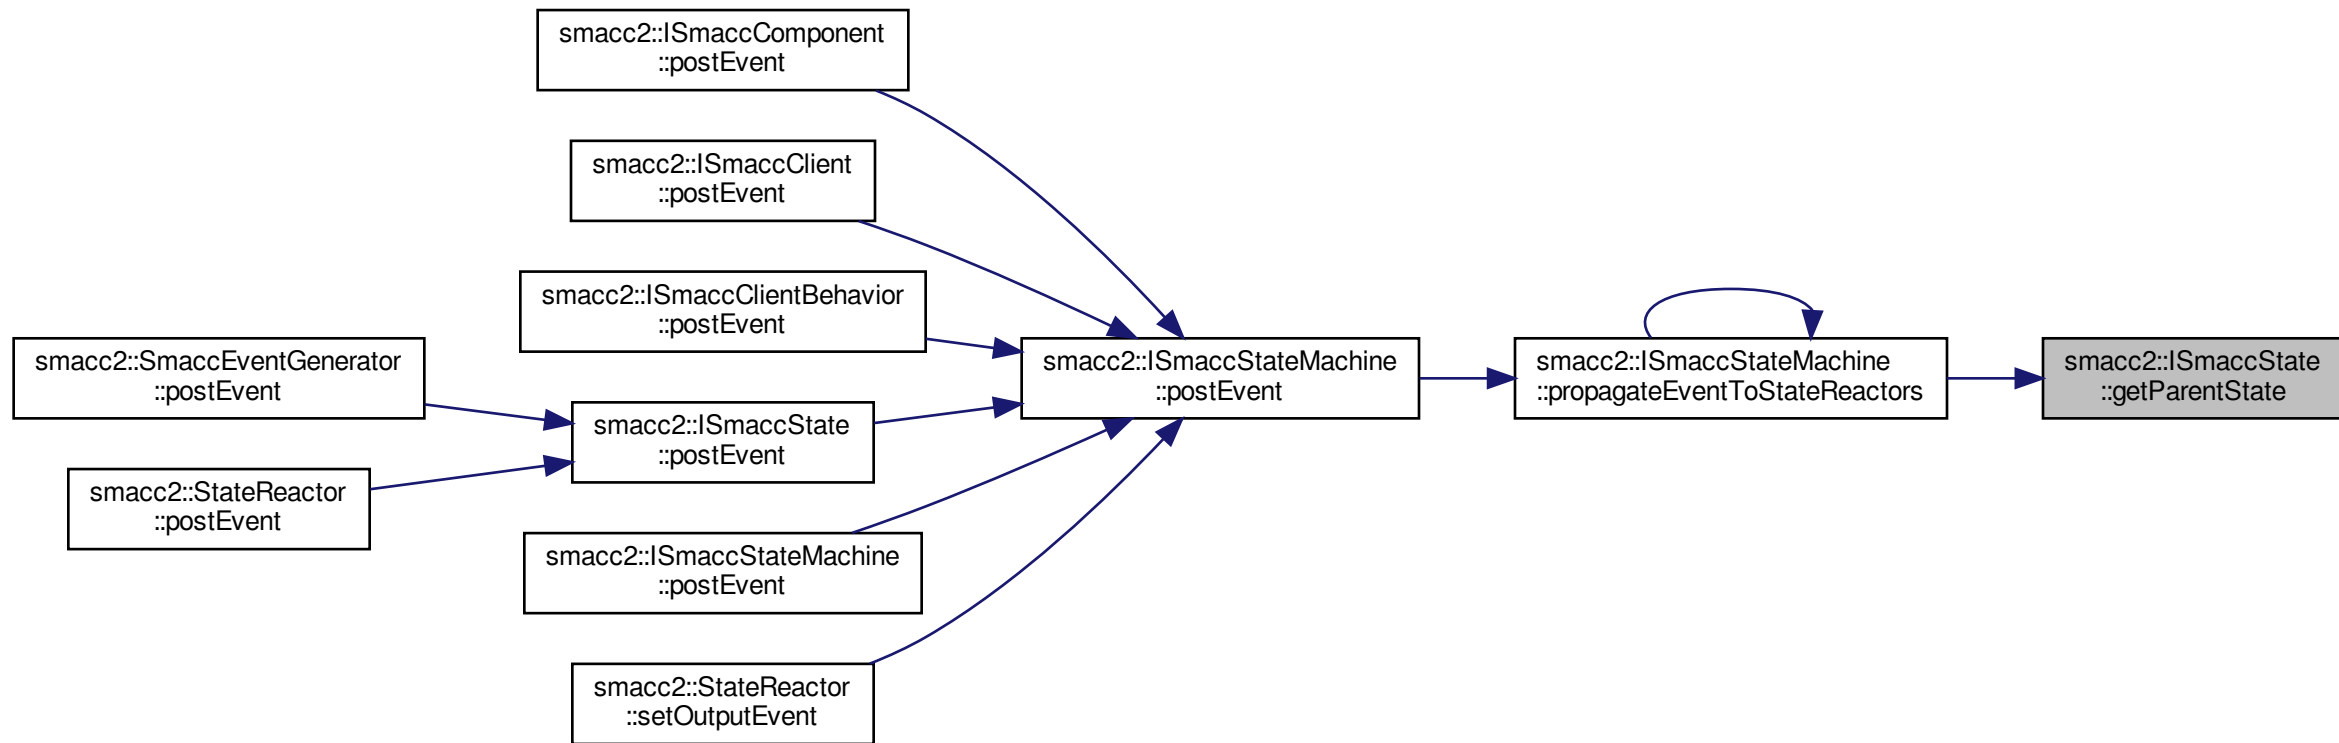 smacc2::ISmaccComponent
::postEvent
smacc2::ISmaccClient
::postEvent
smacc2::ISmaccClientBehavior
::postEvent
smacc2::SmaccEventGenerator
::postEvent
smacc2::ISmaccStateMachine
::postEvent
smacc2::ISmaccStateMachine
::propagateEventToStateReactors
smacc2::ISmaccState
::getParentState
smacc2::ISmaccState
::postEvent
smacc2::StateReactor
::postEvent
smacc2::ISmaccStateMachine
::postEvent
smacc2::StateReactor
::setOutputEvent